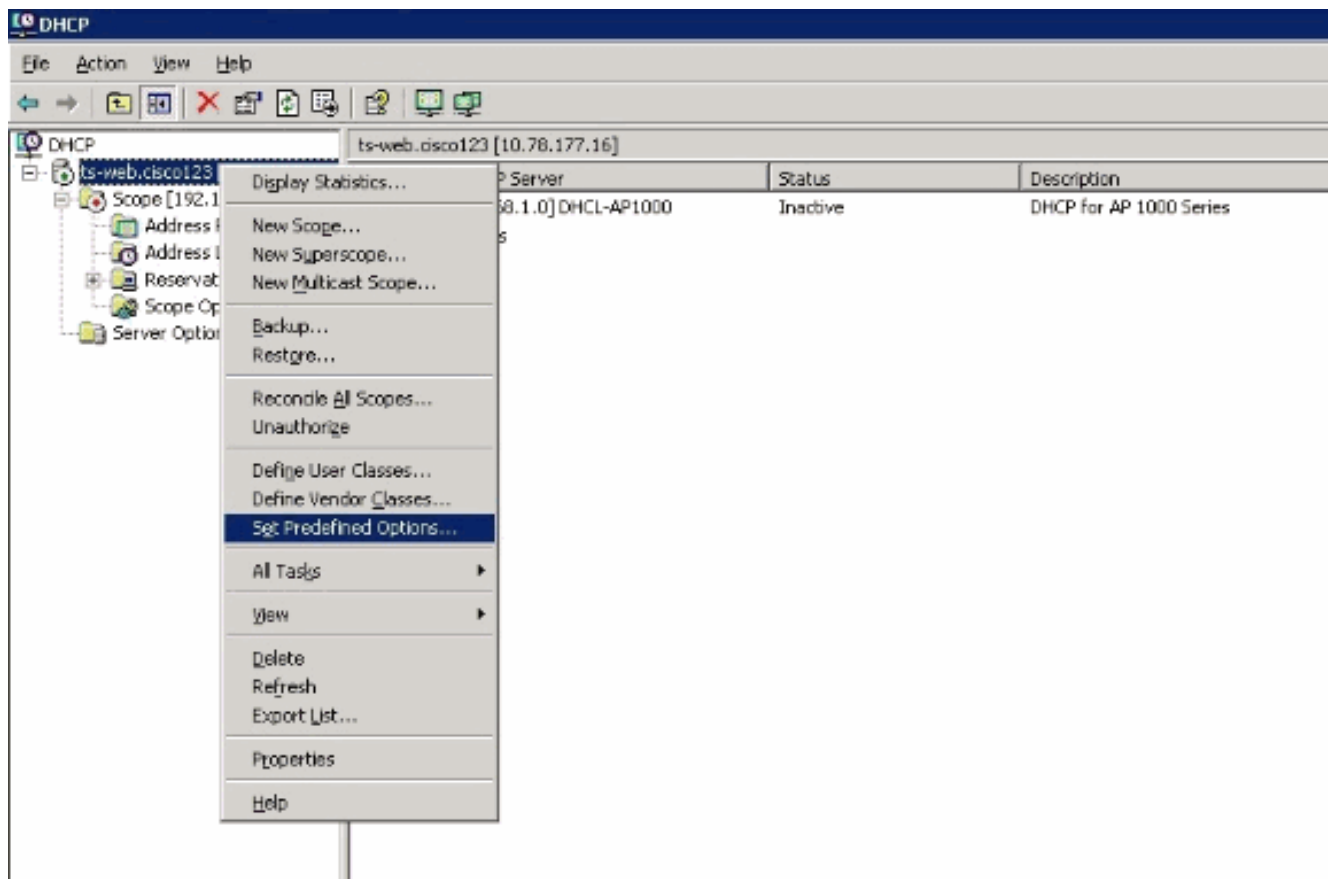 DHCP
File Action View Help
DHCP
ts-web.cisco123 [10.78.177.16]
ts-web.cisco123
Server
Status
Description
Scope [192.1
68.1.0] DHCL-AP1000
Inactive
DHCP for AP 1000 Series
Address
Address
Reservat
Scope Op
Server Option
Display Statistics...
New Scope...
New Superscope...
New Multicast Scope...
Backup...
Restore...
Reconcile All Scopes...
Unauthorize
Define User Classes...
Define Vendor Classes...
Set Predefined Options...
All Tasks
View
Delete
Refresh
Export List...
Properties
Help